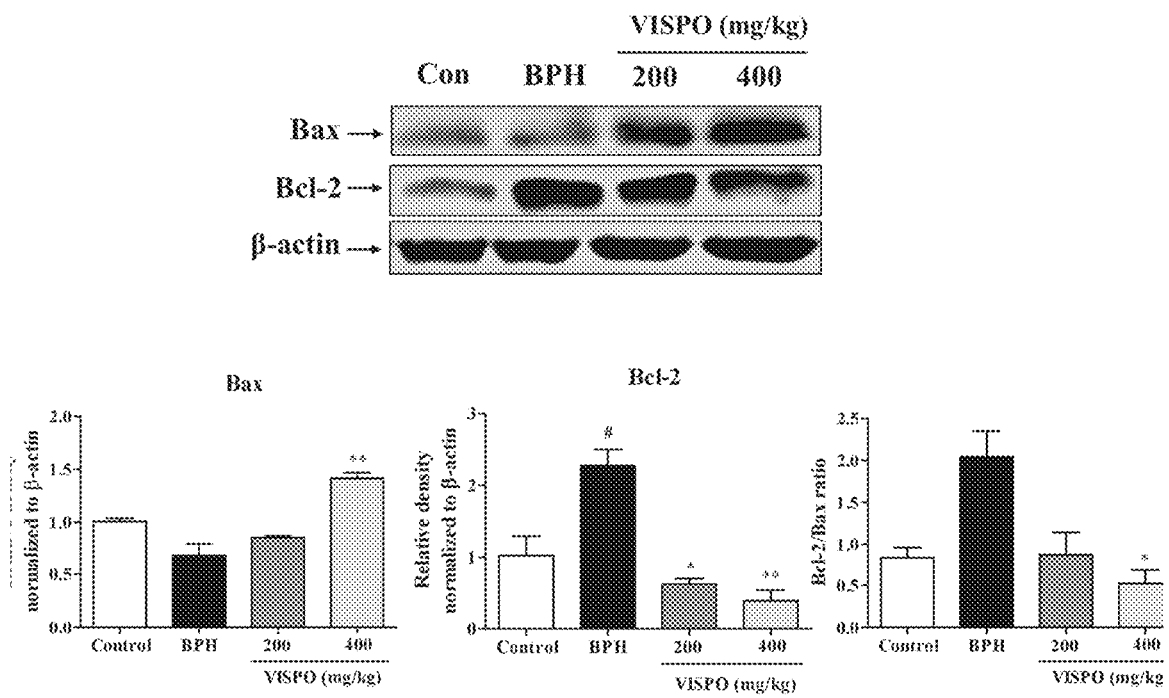 VISPO (mg/kg)
Con BPH 200 400
Bax →
Bcl-2 →
β-actin →
Bax
normalized to β-actin
2.0
1.5
1.0
0.5
0.0
**
Control BPH 200 400
VISPO (mg/kg)
Bcl-2
Relative density
normalized to β-actin
3
2
1
0
#
*
**
Control BPH 200 400
VISPO (mg/kg)
Bcl-2/Bax ratio
2.5
2.0
1.5
1.0
0.5
0.0
*
Control BPH 200 400
VISPO (mg/kg